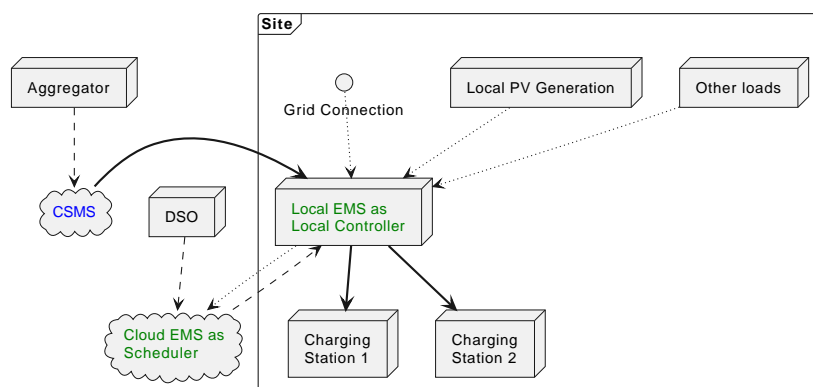 Site
Aggregator
Local PV Generation
Other loads
Grid Connection
CSMS
DSO
Local EMS as
Local Controller
Cloud EMS as
Scheduler
Charging
Station 1
Charging
Station 2